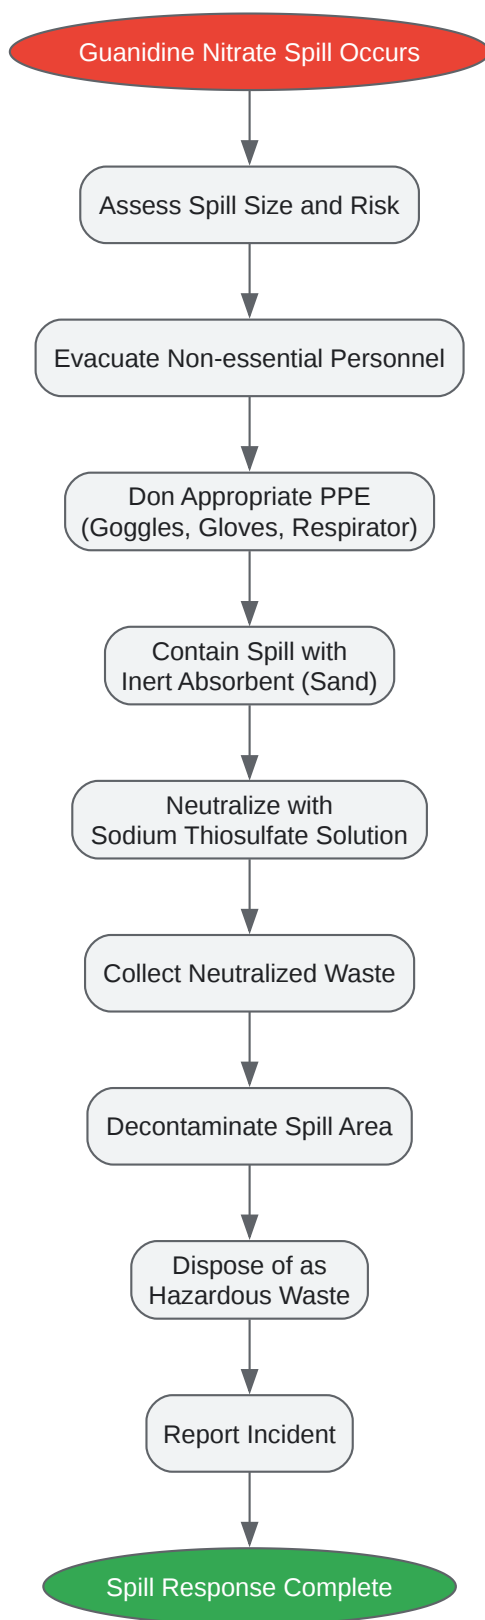 Guanidine Nitrate Spill Occurs
Assess Spill Size and Risk
Evacuate Non-essential Personnel
Don Appropriate PPE
(Goggles, Gloves, Respirator)
Contain Spill with
Inert Absorbent (Sand)
Neutralize with
Sodium Thiosulfate Solution
Collect Neutralized Waste
Decontaminate Spill Area
Dispose of as
Hazardous Waste
Report Incident
Spill Response Complete